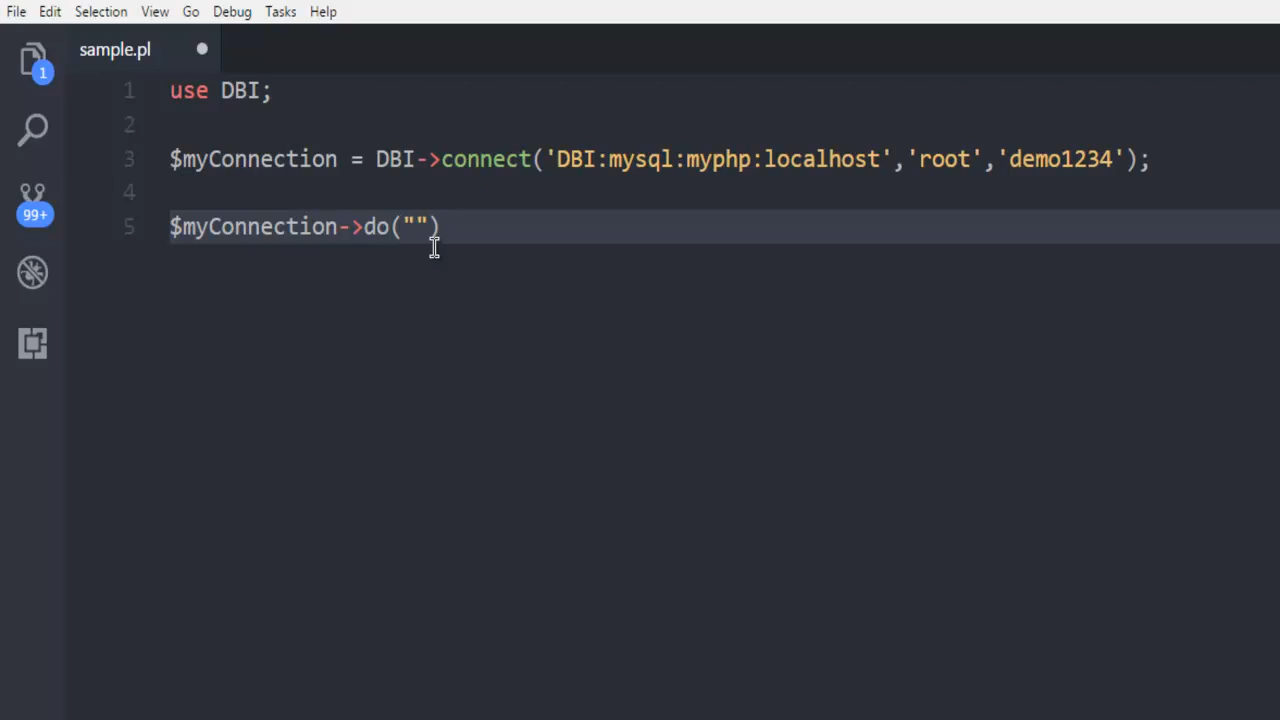 File Edit Selection View Go Debug Tasks Help
sample.pl
1
99+
1 use DBI;
2
3 $myConnection = DBI->connect('DBI:mysql:myphp:localhost','root','demo1234');
4
5 $myConnection->do("")